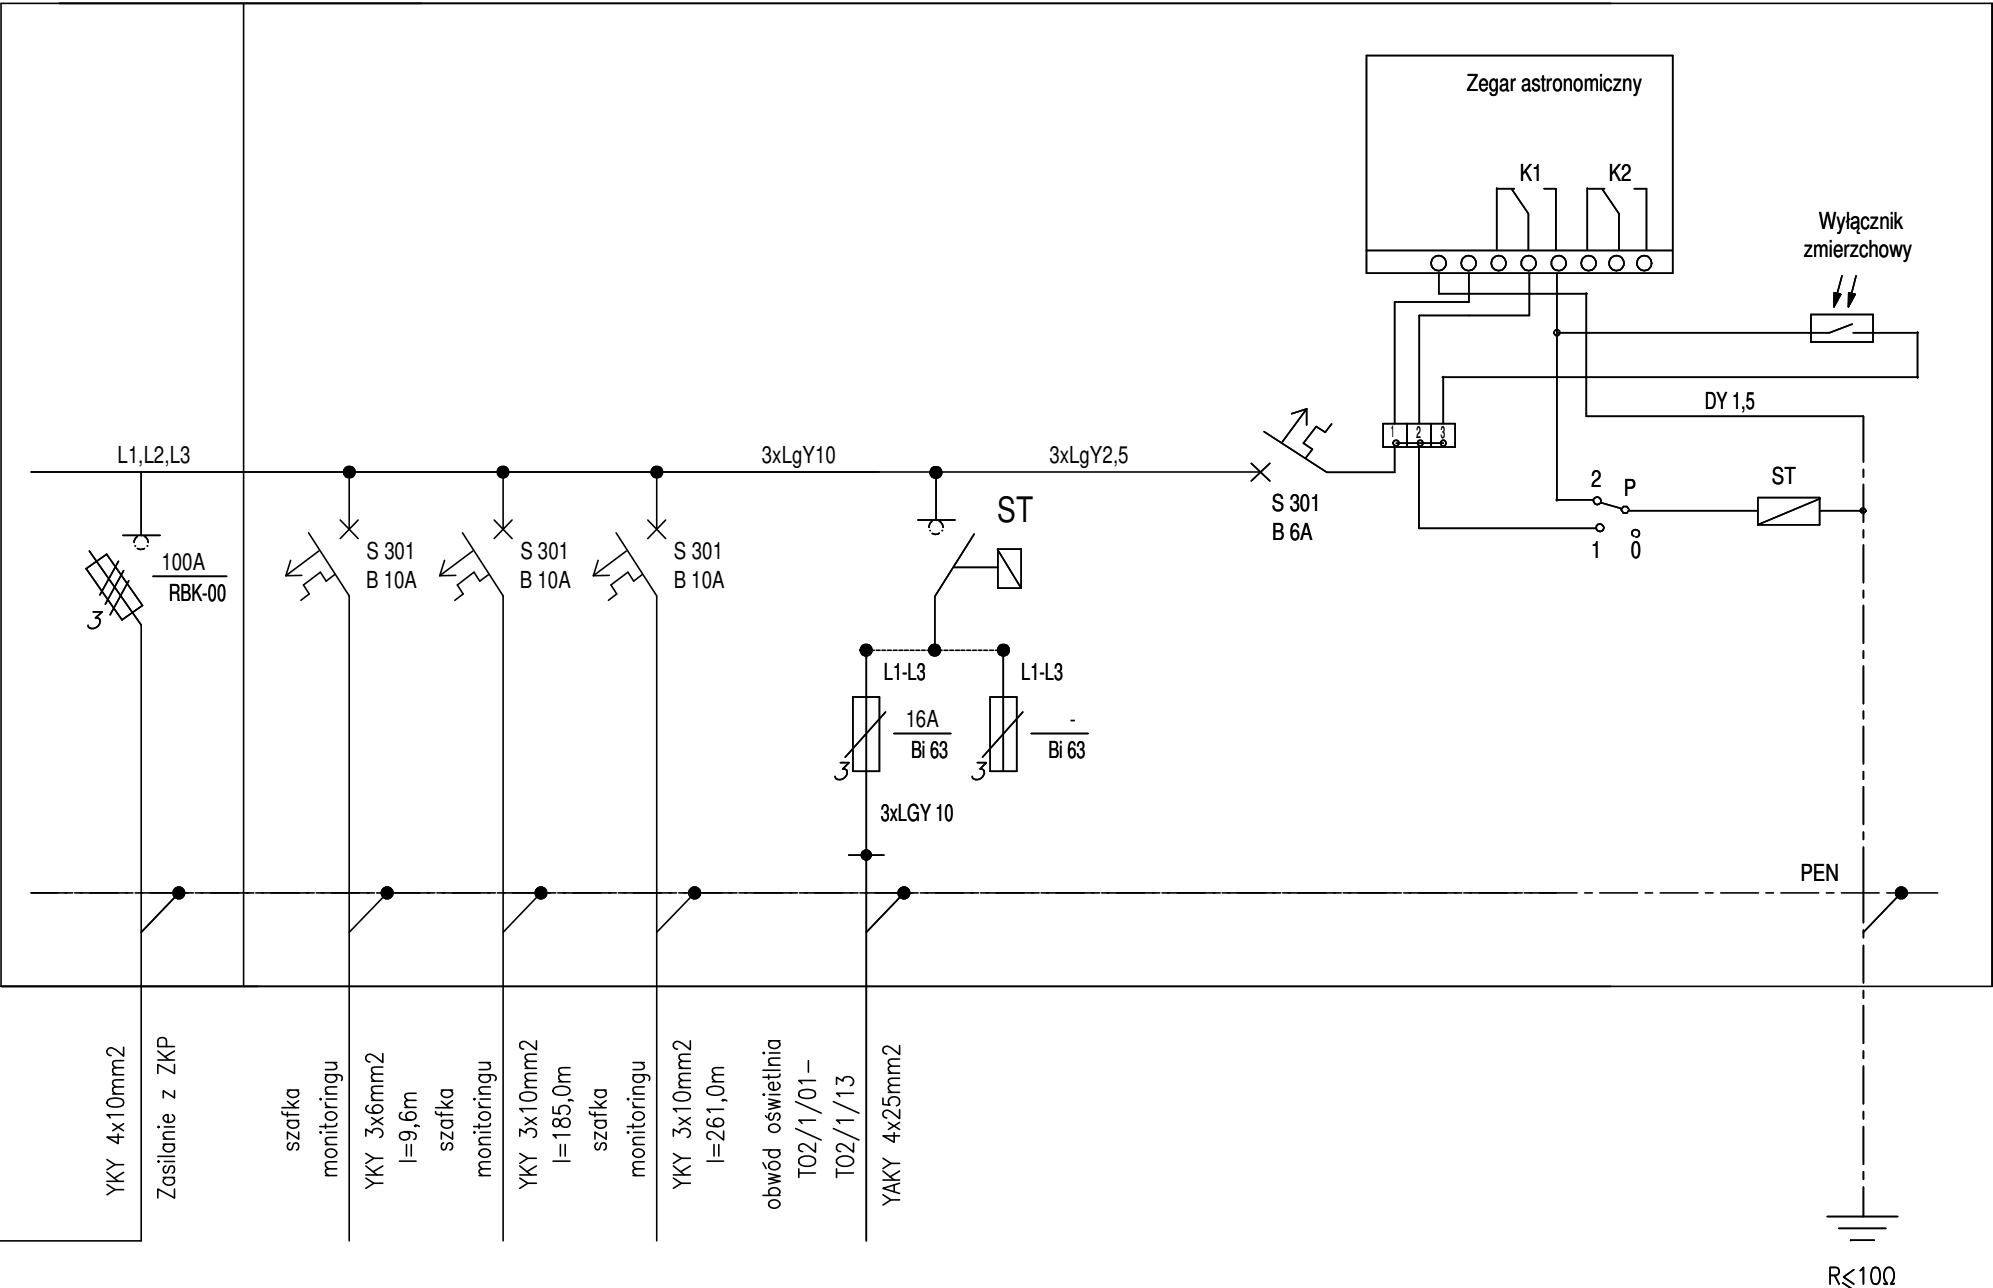 Zegar astronomiczny
K1
K2
Wyłącznik
zmierzchowy
DY 1,5
L1,L2,L3
3xLgY10
3xLgY2,5
1
2
3
S 301
B 6A
2
P
1
0
ST
100A
RBK-00
3
S 301
B 10A
S 301
B 10A
S 301
B 10A
ST
L1-L3
L1-L3
16A
Bi 63
3
-
Bi 63
3
3xLGY 10
PEN
YKY 4x10mm2
Zasilanie z ZKP
szafka
monitoringu
YKY 3x6mm2
l=9,6m
szafka
monitoringu
YKY 3x10mm2
l=185,0m
szafka
monitoringu
YKY 3x10mm2
l=261,0m
obwód oświetlnia
T02/1/01-
T02/1/13
YAKY 4x25mm2
R⩽10Ω